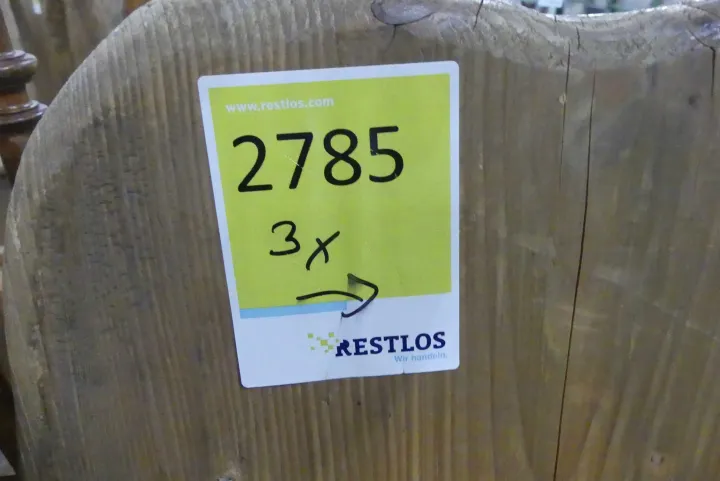 www.restlos.com
2785
3x
→
RESTLOS
Wir handeln.